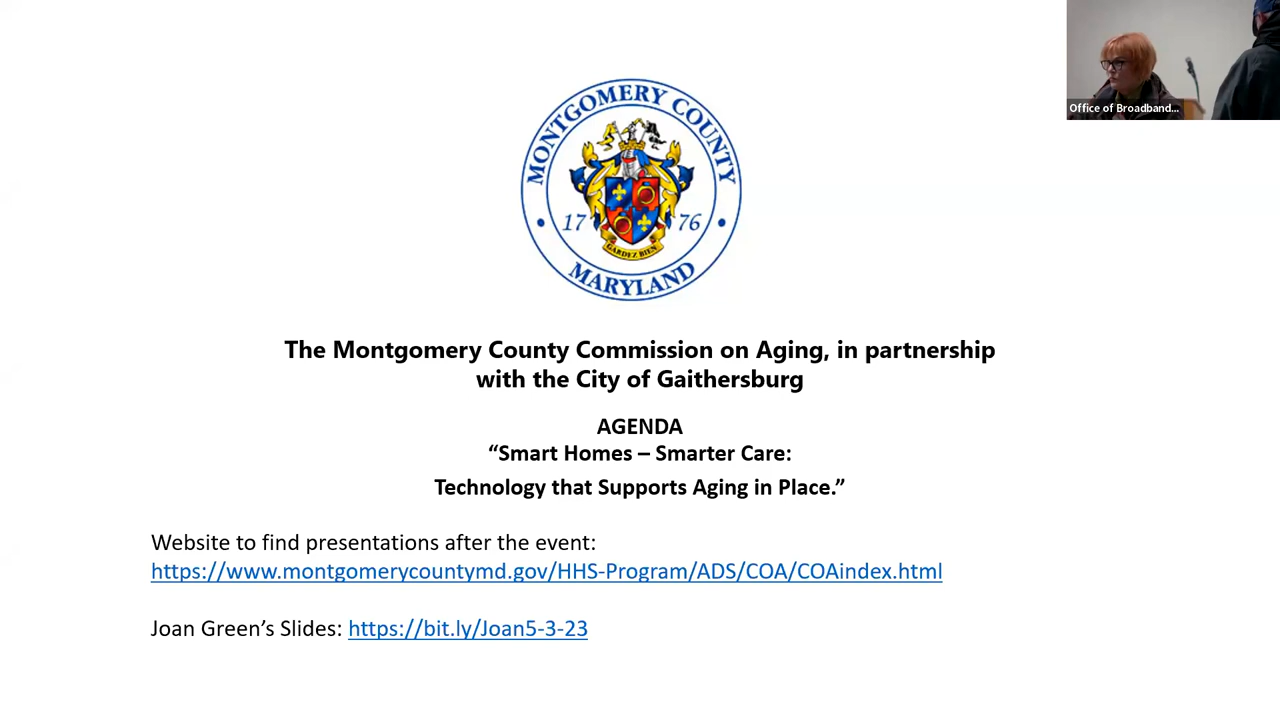 Office of Broadband...
MONTGOMERY COUNTY
17 76
GARDEZ BIEN
MARYLAND
The Montgomery County Commission on Aging, in partnership
with the City of Gaithersburg
AGENDA
“Smart Homes – Smarter Care:
Technology that Supports Aging in Place.”
Website to find presentations after the event:
https://www.montgomerycountymd.gov/HHS-Program/ADS/COA/COAindex.html
Joan Green’s Slides: https://bit.ly/Joan5-3-23